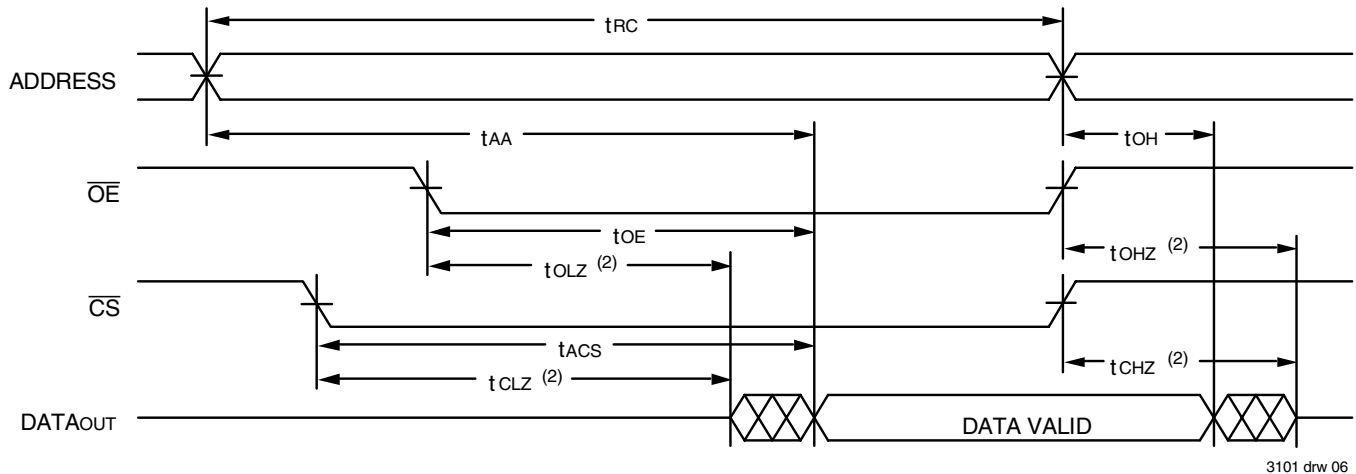 tRC
ADDRESS
tAA
tOH
OE
tOE
tOLZ (2)
tOHZ (2)
CS
tACS
tCLZ (2)
tCHZ (2)
DATAOUT
DATA VALID
3101 drw 06